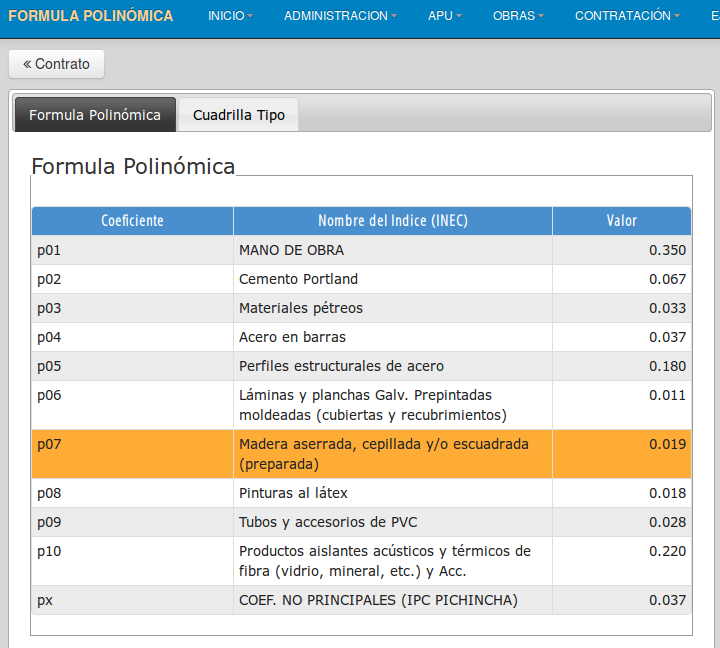 FORMULA POLINÓMICA INICIO ADMINISTRACION APU OBRAS CONTRATACIÓN
« Contrato
Formula Polinómica Cuadrilla Tipo
Formula Polinómica
Coeficiente Nombre del Indice (INEC) Valor
p01 MANO DE OBRA 0.350
p02 Cemento Portland 0.067
p03 Materiales pétreos 0.033
p04 Acero en barras 0.037
p05 Perfiles estructurales de acero 0.180
p06 Láminas y planchas Galv. Prepintadas 0.011
moldeadas (cubiertas y recubrimientos)
p07 Madera aserrada, cepillada y/o escuadrada 0.019
(preparada)
p08 Pinturas al látex 0.018
p09 Tubos y accesorios de PVC 0.028
p10 Productos aislantes acústicos y térmicos de 0.220
fibra (vidrio, mineral, etc.) y Acc.
px COEF. NO PRINCIPALES (IPC PICHINCHA) 0.037